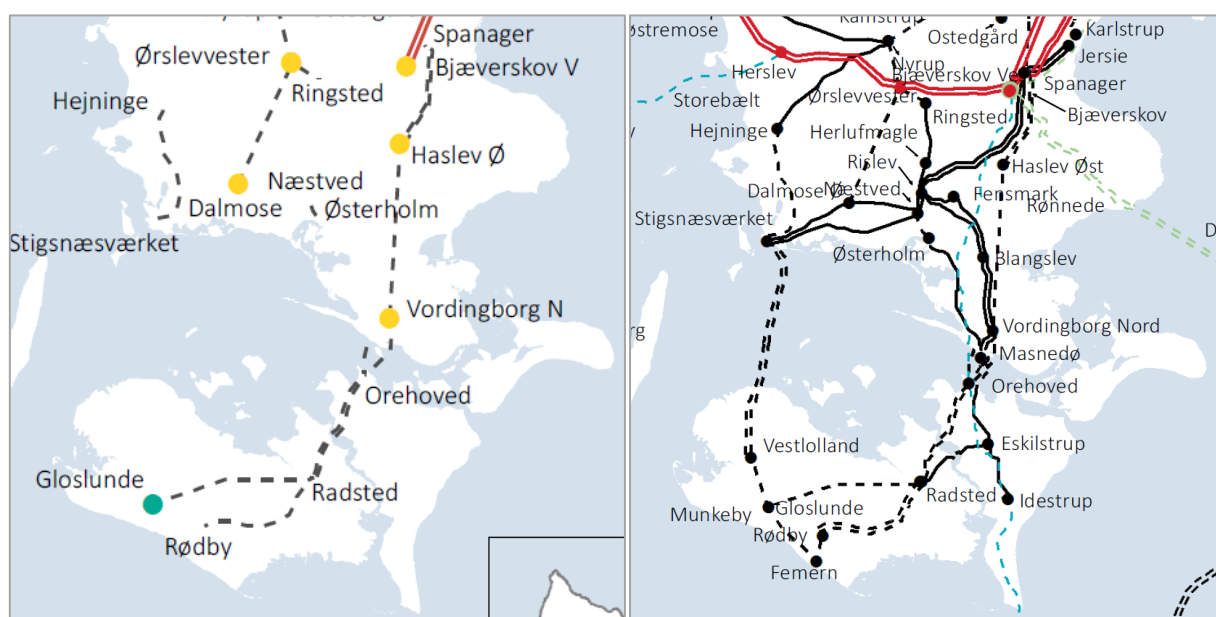 Ørslevvester
Spanager
Bjæverskov V
Ringsted
Hejninge
Haslev Ø
Næstved
Dalmose
Østerholm
Stigsnæsværket
Vordingborg N
Orehoved
Gloslunde
Radsted
Rødby
Kamstrup
Karlstrup
Østremose
Ostedgård
Jersie
Nyrup
Herslev
Bjæverskov Ve
Spanager
Storebælt
Ørslevvester
Ringsted
Bjæverskov
Hejninge
Herlufmagle
Rislev
Haslev Øst
Dalmose Ø
Næstved
Fensmark
Rønnede
Stigsnæsværket
D
Østerholm
Blangslev
rg
Vordingborg Nord
Masnedø
Orehoved
Vestlolland
Eskilstrup
Radsted
Idestrup
Munkeby
Gloslunde
Rødby
Femern